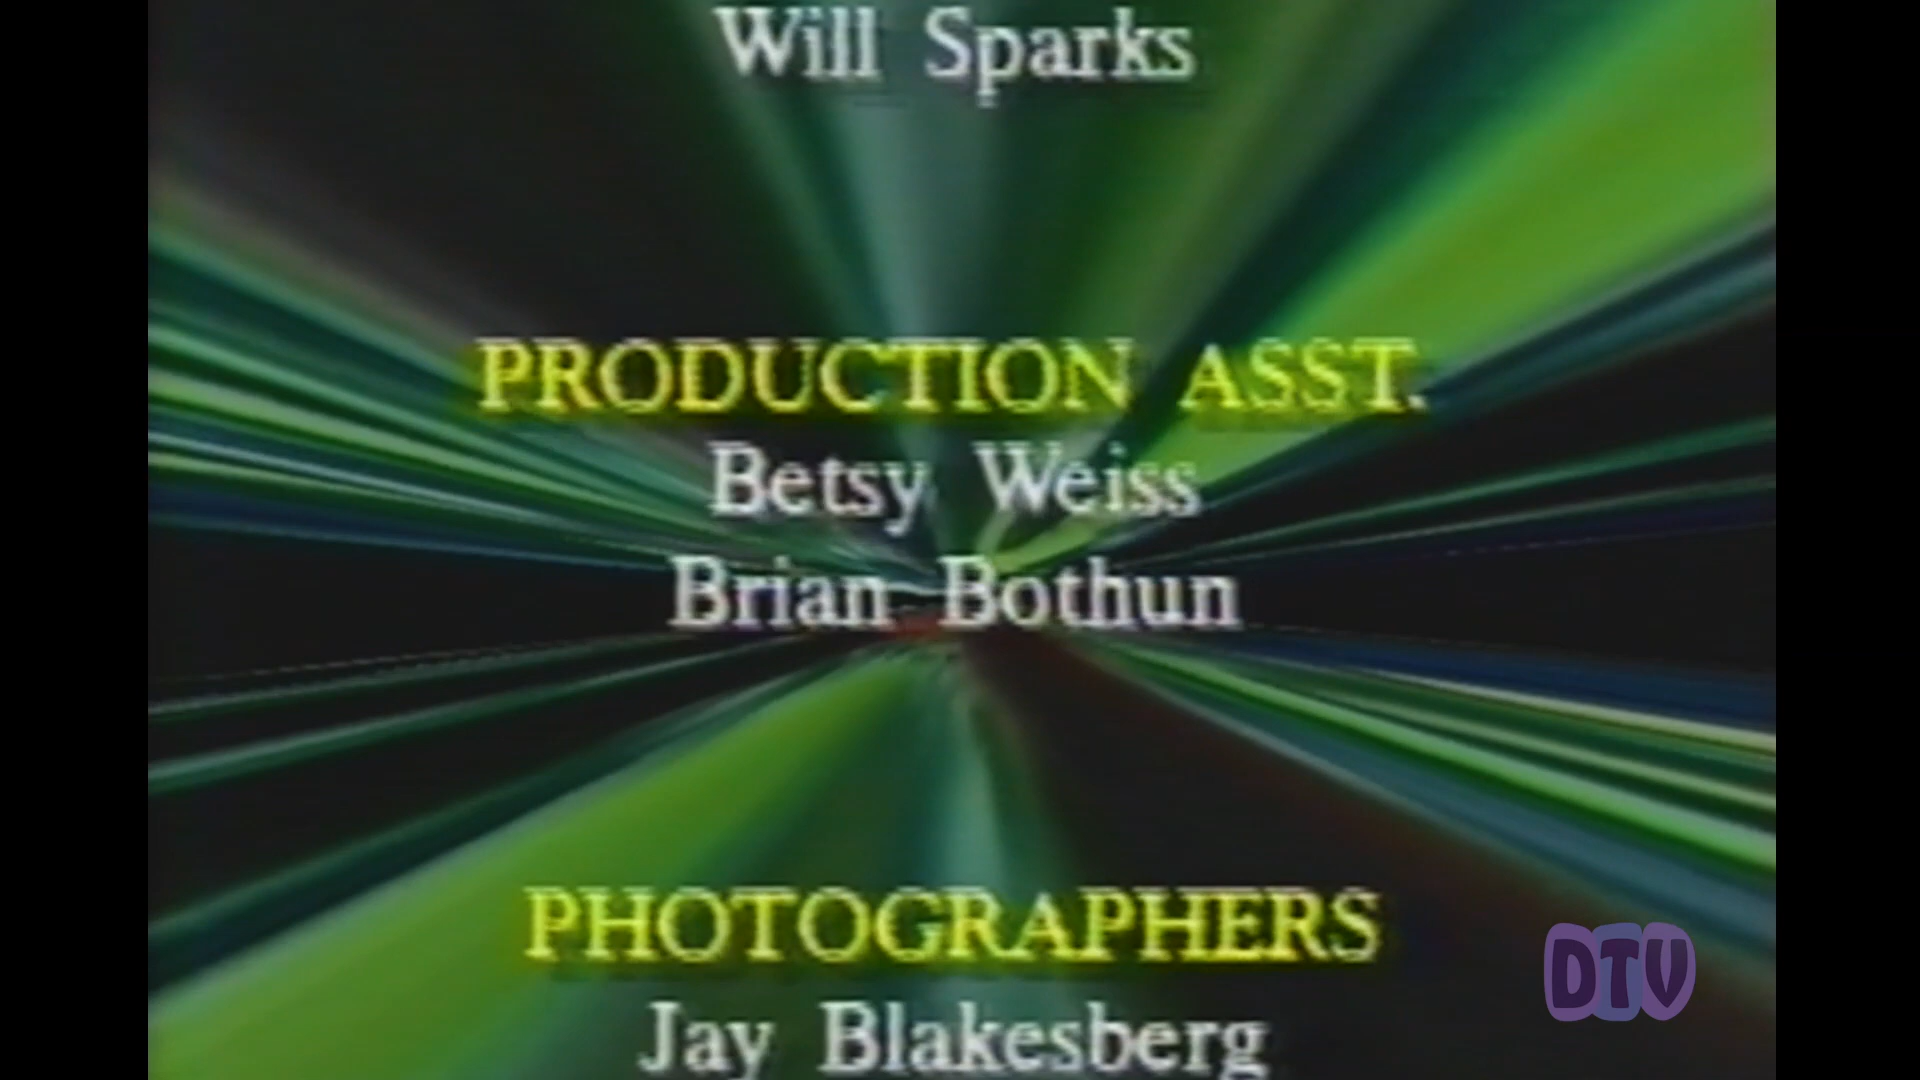 Will Sparks
PRODUCTION ASST.
Betsy Weiss
Brian Bothun
PHOTOGRAPHERS
DTV
Jay Blakesberg